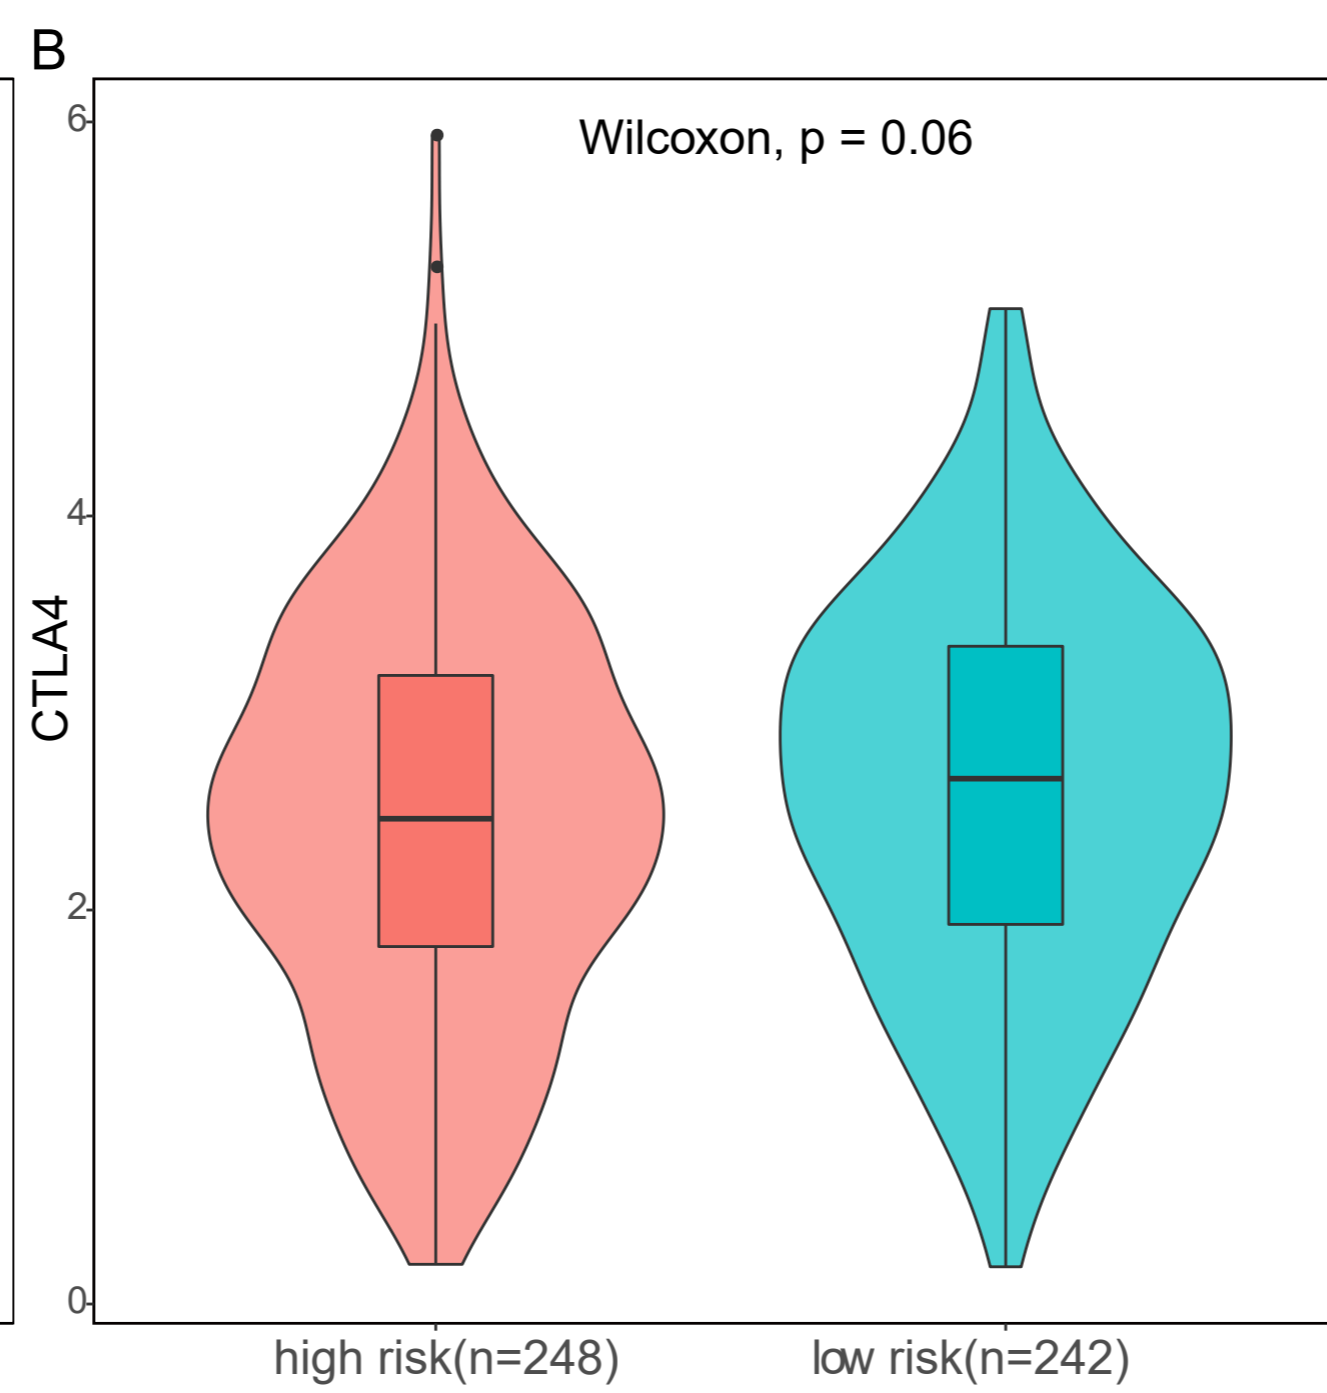 B
6
Wilcoxon, p = 0.06
4
CTLA4
2
0
high risk(n=248)
low risk(n=242)